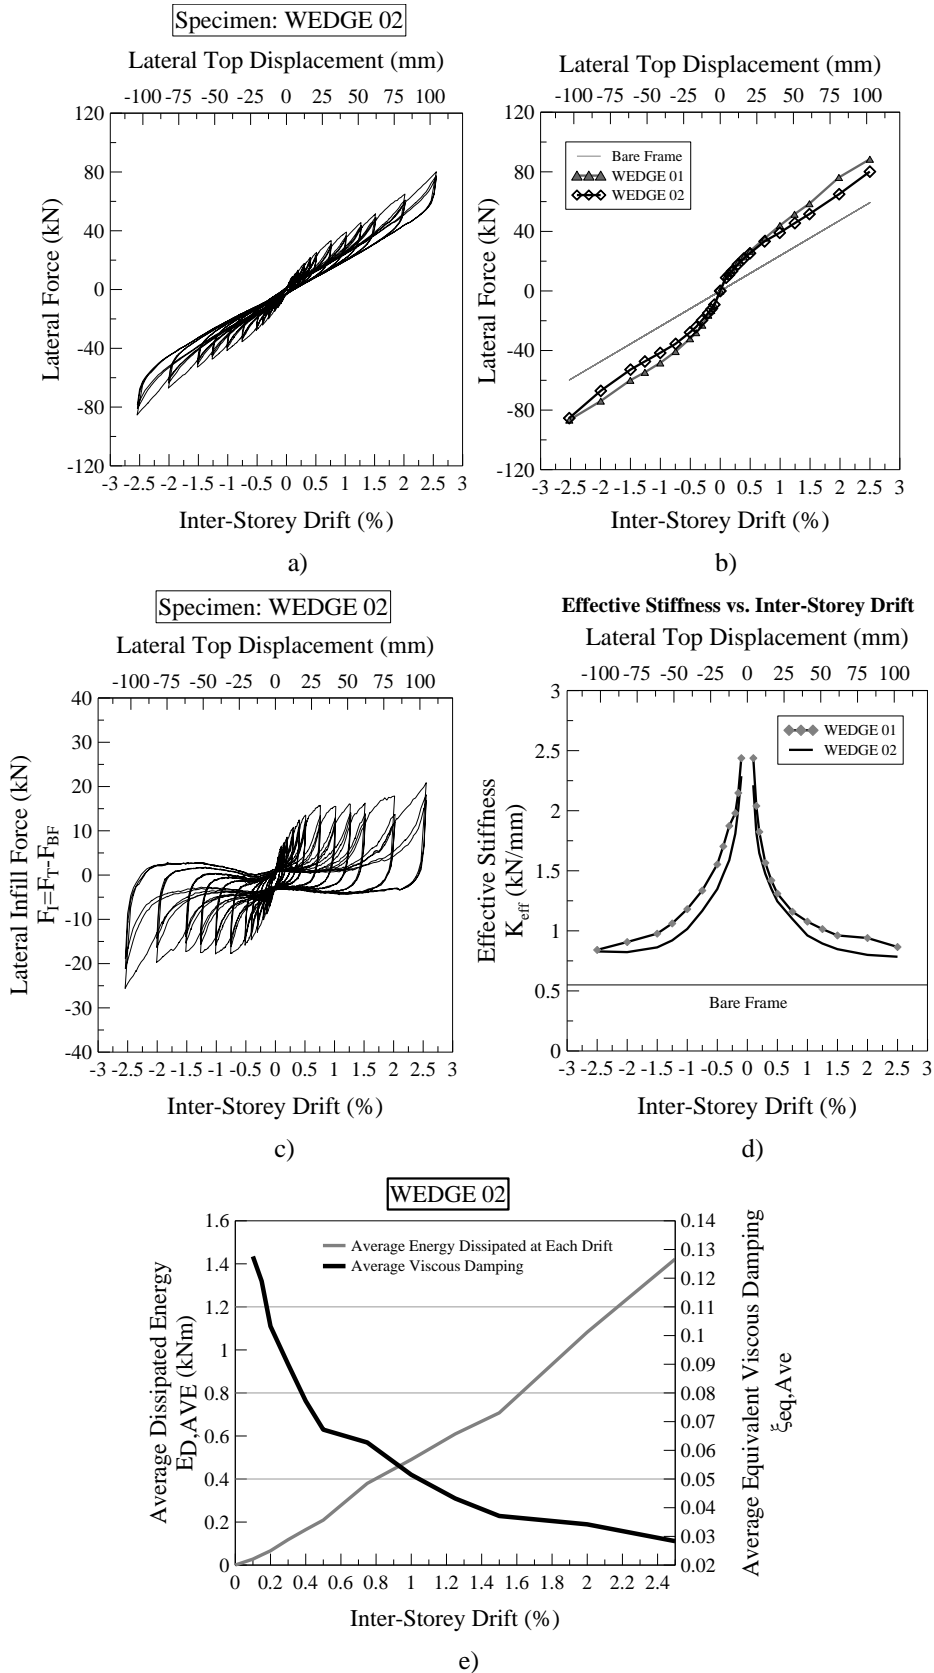 Specimen: WEDGE 02
Lateral Top Displacement (mm)
-100 -75 -50 -25 0 25 50 75 100
120
80
40
0
-40
-80
-120
Lateral Force (kN)
-3 -2.5 -2 -1.5 -1 -0.5 0 0.5 1 1.5 2 2.5 3
Inter-Storey Drift (%)
a)
Lateral Top Displacement (mm)
-100 -75 -50 -25 0 25 50 75 100
120
80
40
0
-40
-80
-120
Lateral Force (kN)
Bare Frame
WEDGE 01
WEDGE 02
-3 -2.5 -2 -1.5 -1 -0.5 0 0.5 1 1.5 2 2.5 3
Inter-Storey Drift (%)
b)
Specimen: WEDGE 02
Lateral Top Displacement (mm)
-100 -75 -50 -25 0 25 50 75 100
40
30
20
10
0
-10
-20
-30
-40
Lateral Infill Force (kN)
FI=FT-FBF
-3 -2.5 -2 -1.5 -1 -0.5 0 0.5 1 1.5 2 2.5 3
Inter-Storey Drift (%)
c)
Effective Stiffness vs. Inter-Storey Drift
Lateral Top Displacement (mm)
-100 -75 -50 -25 0 25 50 75 100
3
2.5
2
1.5
1
0.5
0
Effective Stiffness
Keff (kN/mm)
WEDGE 01
WEDGE 02
Bare Frame
-3 -2.5 -2 -1.5 -1 -0.5 0 0.5 1 1.5 2 2.5 3
Inter-Storey Drift (%)
d)
WEDGE 02
1.6
1.4
1.2
1
0.8
0.6
0.4
0.2
0
Average Dissipated Energy
ED,AVE (kNm)
Average Energy Dissipated at Each Drift
Average Viscous Damping
0.14
0.13
0.12
0.11
0.1
0.09
0.08
0.07
0.06
0.05
0.04
0.03
0.02
Average Equivalent Viscous Damping
ξeq,Ave
0 0.2 0.4 0.6 0.8 1 1.2 1.4 1.6 1.8 2 2.2 2.4
Inter-Storey Drift (%)
e)